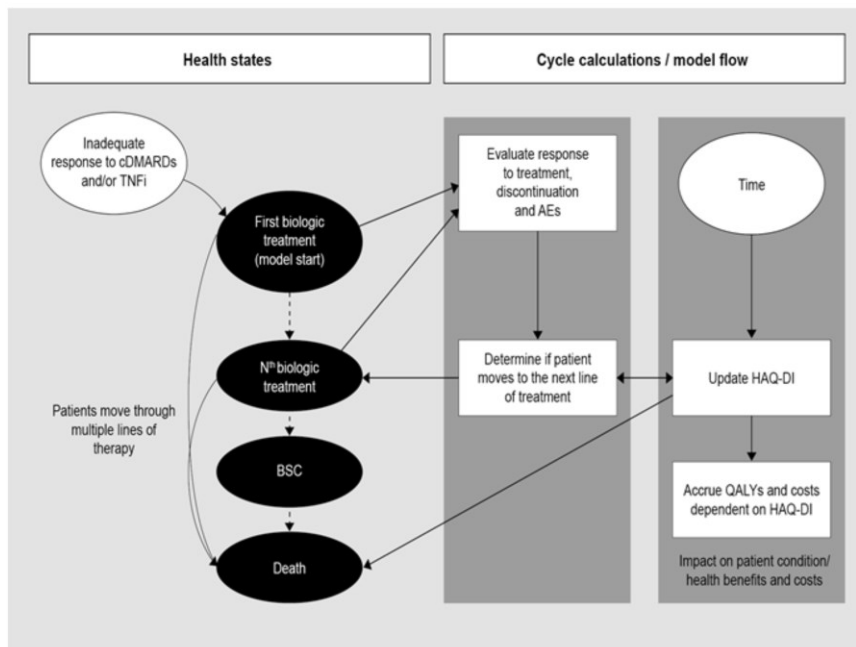 Health states
Cycle calculations / model flow
Inadequate
response to cDMARDs
and/or TNFi
First biologic
treatment
(model start)
Nth biologic
treatment
Patients move through
multiple lines of
therapy
BSC
Death
Evaluate response
to treatment,
discontinuation
and AEs
Determine if patient
moves to the next line
of treatment
Time
Update HAQ-DI
Accrue QALYs and costs
dependent on HAQ-DI
Impact on patient condition/
health benefits and costs